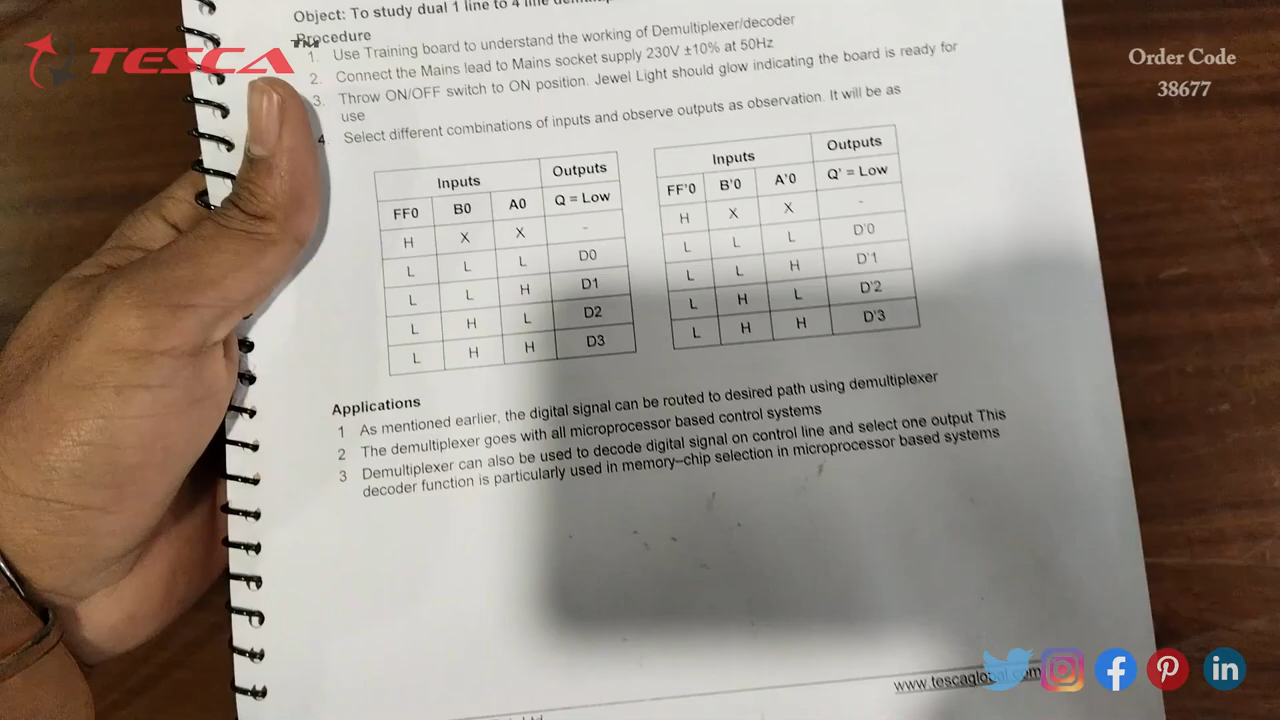 Object: To study dual 1 line to 4 line
Procedure
1. Use Training board to understand the working of Demultiplexer/decoder
2. Connect the Mains lead to Mains socket supply 230V ±10% at 50Hz
3. Throw ON/OFF switch to ON position. Jewel Light should glow indicating the board is ready for
use
4. Select different combinations of inputs and observe outputs as observation. It will be as
TESCA
TM
Order Code
38677
Inputs Outputs
FF0 B0 A0 Q = Low
H X X -
L L L D0
L L H D1
L H L D2
L H H D3
Inputs Outputs
FF'0 B'0 A'0 Q' = Low
H X X -
L L L D'0
L L H D'1
L H L D'2
L H H D'3
Applications
1 As mentioned earlier, the digital signal can be routed to desired path using demultiplexer
2 The demultiplexer goes with all microprocessor based control systems
3 Demultiplexer can also be used to decode digital signal on control line and select one output This
decoder function is particularly used in memory–chip selection in microprocessor based systems
www.tescaglobal.com